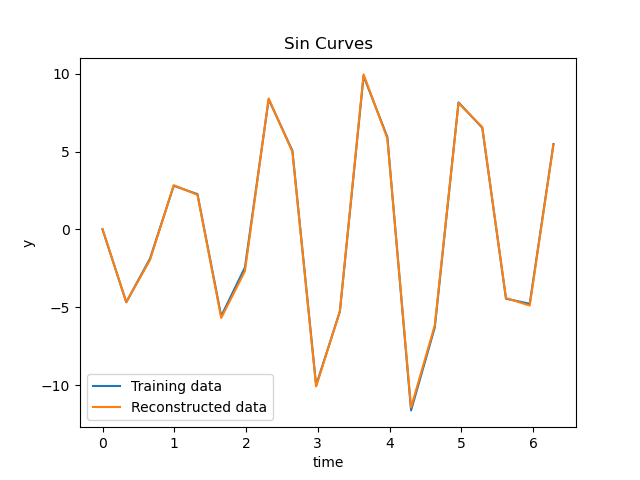 Sin Curves
10
5
0
−5
−10
y
Training data
Reconstructed data
0 1 2 3 4 5 6
time